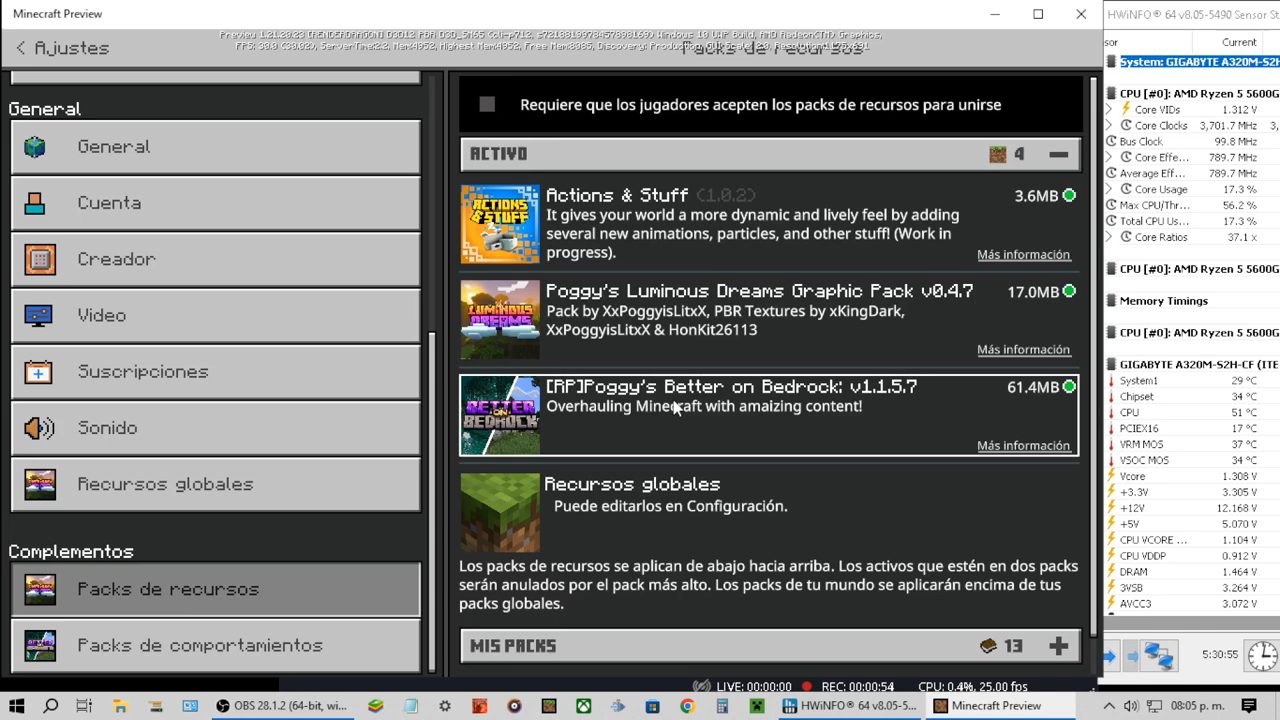 Minecraft Preview
HWiNFO® 64 v8.05-5490 Sensor St
Ajustes
sor Current
System: GIGABYTE A320M-S2H
CPU [#0]: AMD Ryzen 5 5600G
Core VIDs 1.312 V
Core Clocks 3,701.7 MHz 3,
Bus Clock 99.8 MHz
Core Effe... 789.7 MHz
Average Eff... 789.7 MHz
Core Usage 17.3 %
Max CPU/Thr... 56.2 %
Total CPU Us... 17.3 %
Core Ratios 37.1 x
CPU [#0]: AMD Ryzen 5 5600G
Memory Timings
CPU [#0]: AMD Ryzen 5 5600G
GIGABYTE A320M-S2H-CF (ITE
System1 29 °C
Chipset 34 °C
CPU 51 °C
PCIEX16 17 °C
VRM MOS 37 °C
VSOC MOS 34 °C
Vcore 1.308 V
+3.3V 3.305 V
+12V 12.168 V
+5V 5.070 V
CPU VCORE ... 1.104 V
CPU VDDP 0.912 V
DRAM 1.464 V
3VSB 3.264 V
AVCC3 3.072 V
5:30:55
General
General
Cuenta
Creador
Video
Suscripciones
Sonido
Recursos globales
Complementos
Packs de recursos
Packs de comportamientos
Packs de recursos
Requiere que los jugadores acepten los packs de recursos para unirse
ACTIVO 4
Actions & Stuff (1.0.2) 3.6MB
It gives your world a more dynamic and lively feel by adding
several new animations, particles, and other stuff! (Work in
progress).
Más información
ACTIONS
& STUFF
Poggy's Luminous Dreams Graphic Pack v0.4.7 17.0MB
Pack by XxPoggyisLitxX, PBR Textures by xKingDark,
XxPoggyisLitxX & HonKit26113
Más información
LUMINOUS
DREAMS
[RP]Poggy's Better on Bedrock: v1.1.5.7 61.4MB
Overhauling Minecraft with amaizing content!
Más información
BETTER
ON
BEDROCK
Recursos globales
Puede editarlos en Configuración.
Los packs de recursos se aplican de abajo hacia arriba. Los activos que estén en dos packs
serán anulados por el pack más alto. Los packs de tu mundo se aplicarán encima de tus
packs globales.
MIS PACKS 13
LIVE: 00:00:00 REC: 00:00:54 CPU: 0.4%, 25.00 fps
OBS 28.1.2 (64-bit, wi...
HWiNFO® 64 v8.05-5...
Minecraft Preview
08:05 p. m.